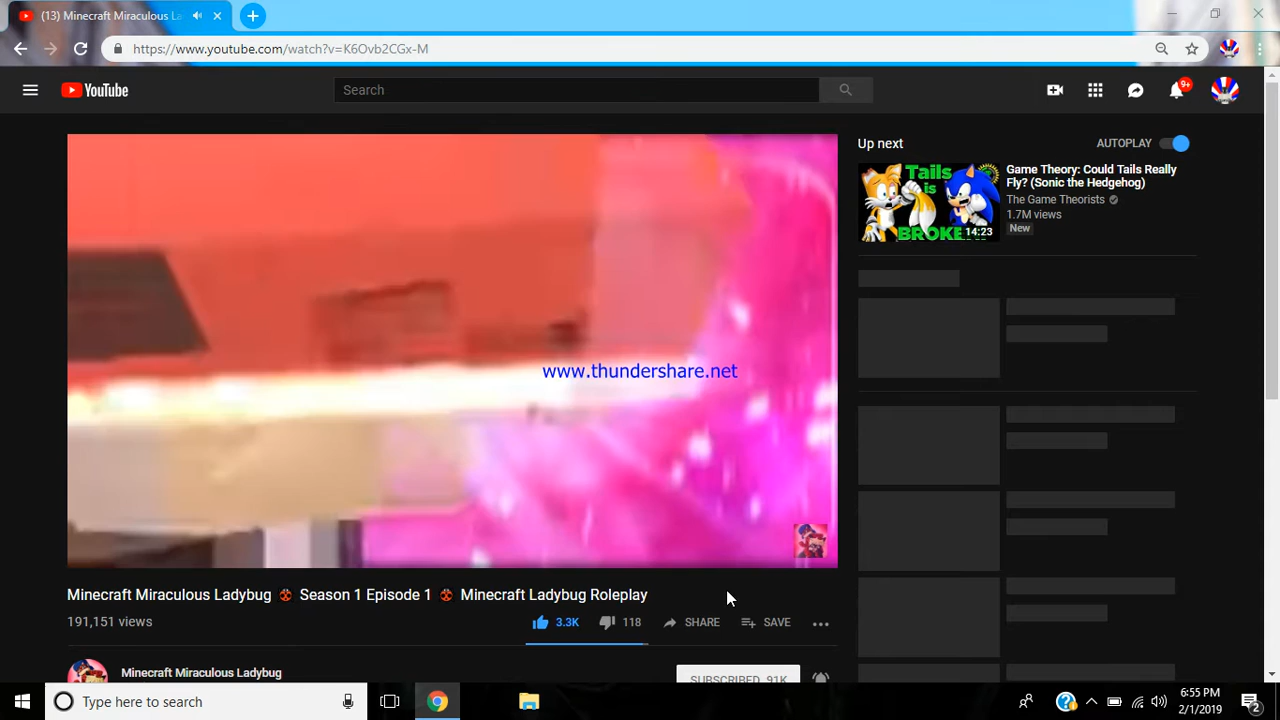 (13) Minecraft Miraculous La
https://www.youtube.com/watch?v=K6Ovb2CGx-M
YouTube
Search
9+
Up next
AUTOPLAY
Tails is BROKEN
14:23
Game Theory: Could Tails Really
Fly? (Sonic the Hedgehog)
The Game Theorists
1.7M views
New
www.thundershare.net
Minecraft Miraculous Ladybug 🐞 Season 1 Episode 1 🐞 Minecraft Ladybug Roleplay
191,151 views
3.3K
118
SHARE
SAVE
Minecraft Miraculous Ladybug
SUBSCRIBED 91K
Type here to search
6:55 PM
2/1/2019
2